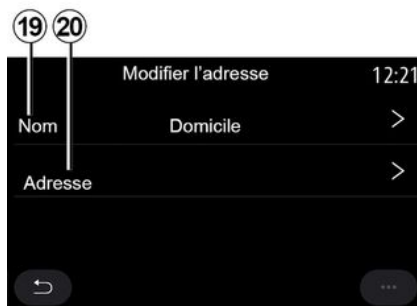 19 20
Modifier l'adresse 12:21
Nom Domicile >
Adresse >
...